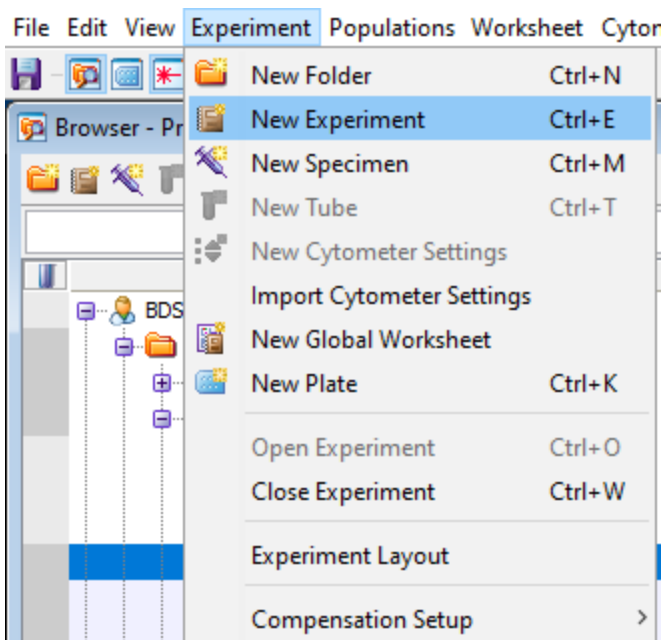 File Edit View Experiment Populations Worksheet
New Folder Ctrl+N
Browser - Pr
New Experiment Ctrl+E
New Specimen Ctrl+M
New Tube Ctrl+T
New Cytometer Settings
Import Cytometer Settings
BDS
New Global Worksheet
New Plate Ctrl+K
Open Experiment Ctrl+O
Close Experiment Ctrl+W
Experiment Layout
Compensation Setup